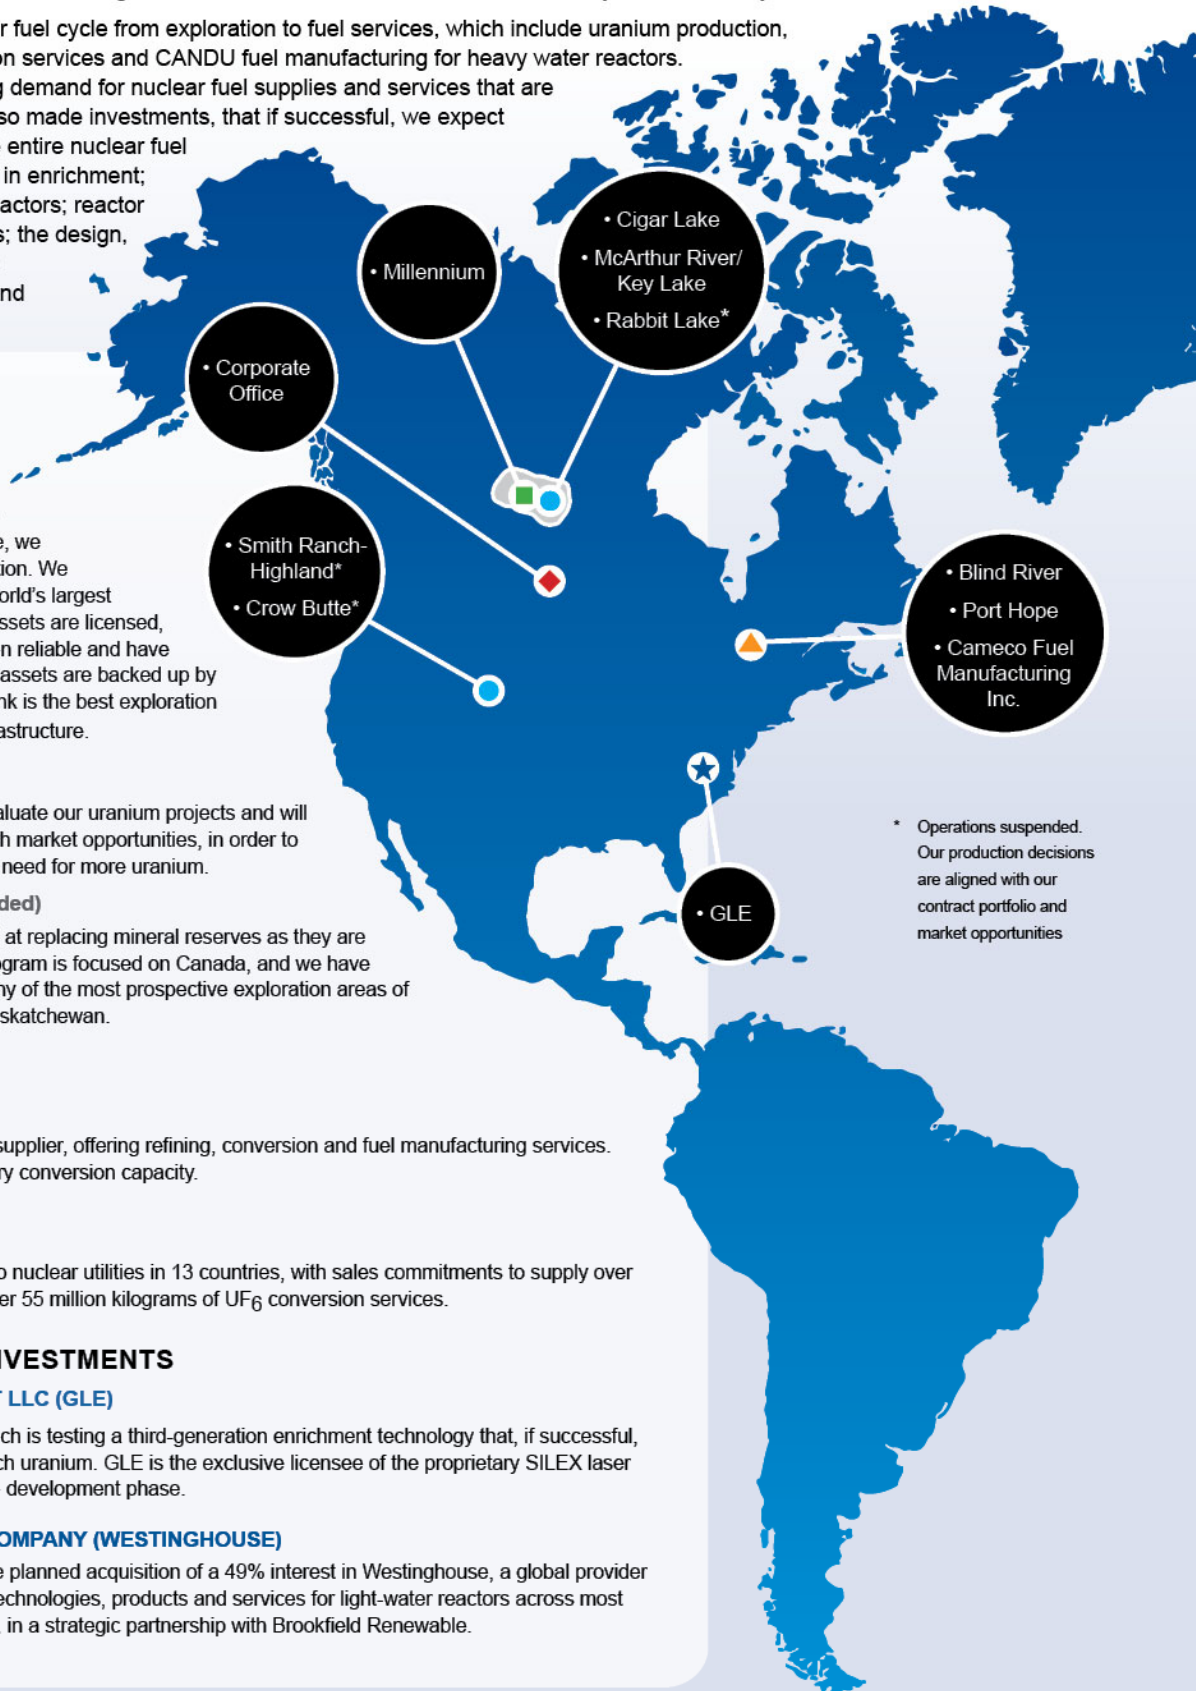 r fuel cycle from exploration to fuel services, which include uranium production,
on services and CANDU fuel manufacturing for heavy water reactors.
g demand for nuclear fuel supplies and services that are
so made investments, that if successful, we expect
entire nuclear fuel
in enrichment;
actors; reactor
s; the design,
nd
• Cigar Lake
• McArthur River/
Key Lake
• Rabbit Lake*
• Millennium
• Corporate
Office
• Smith Ranch-
Highland*
• Crow Butte*
• Blind River
• Port Hope
• Cameco Fuel
Manufacturing
Inc.
• GLE
e, we
tion. We
orld's largest
assets are licensed,
n reliable and have
assets are backed up by
nk is the best exploration
astructure.
aluate our uranium projects and will
h market opportunities, in order to
need for more uranium.
ded)
at replacing mineral reserves as they are
ogram is focused on Canada, and we have
ny of the most prospective exploration areas of
skatchewan.
* Operations suspended.
Our production decisions
are aligned with our
contract portfolio and
market opportunities
supplier, offering refining, conversion and fuel manufacturing services.
ry conversion capacity.
o nuclear utilities in 13 countries, with sales commitments to supply over
er 55 million kilograms of UF6 conversion services.
NVESTMENTS
T LLC (GLE)
ch is testing a third-generation enrichment technology that, if successful,
ch uranium. GLE is the exclusive licensee of the proprietary SILEX laser
development phase.
OMPANY (WESTINGHOUSE)
e planned acquisition of a 49% interest in Westinghouse, a global provider
echnologies, products and services for light-water reactors across most
, in a strategic partnership with Brookfield Renewable.